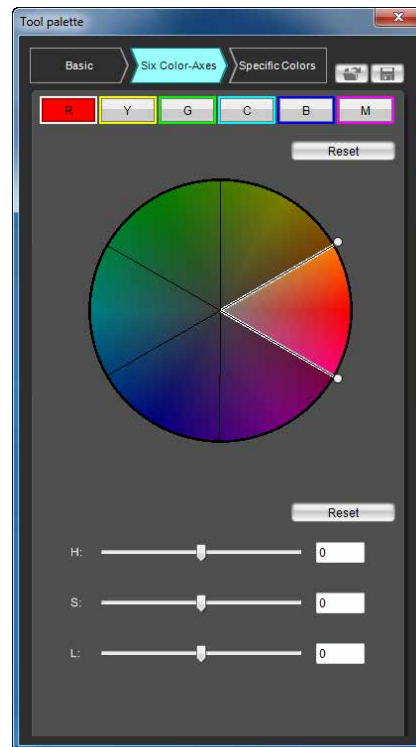 Tool palette
Basic Six Color-Axes Specific Colors
R Y G C B M
Reset
Reset
H: 0
S: 0
L: 0